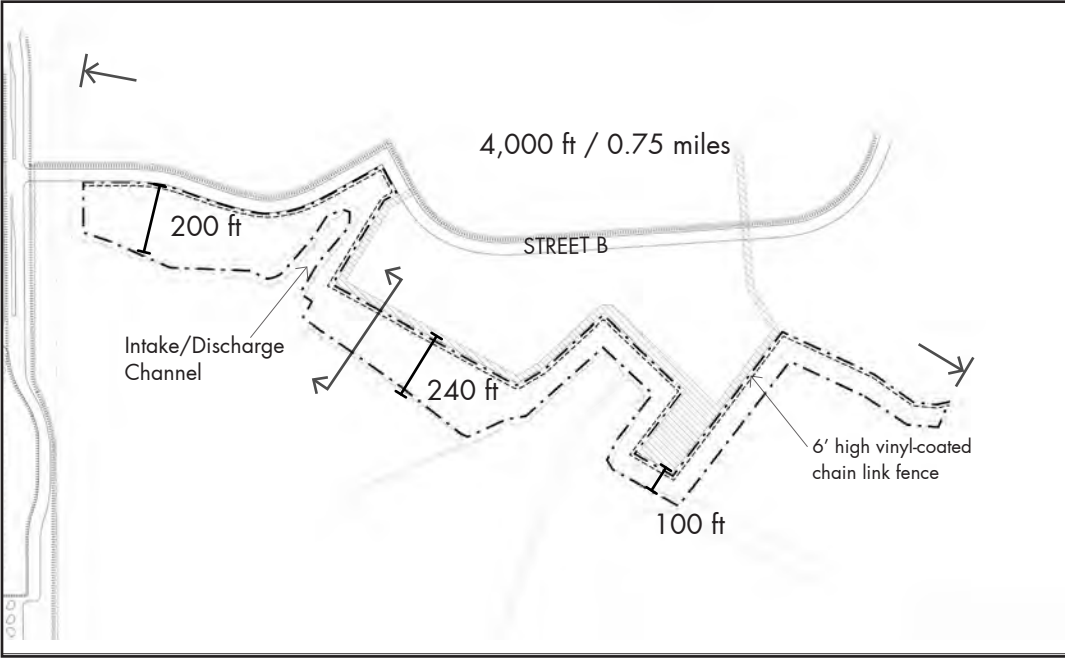 4,000 ft / 0.75 miles
200 ft
STREET B
Intake/Discharge
Channel
240 ft
6’ high vinyl-coated
chain link fence
100 ft